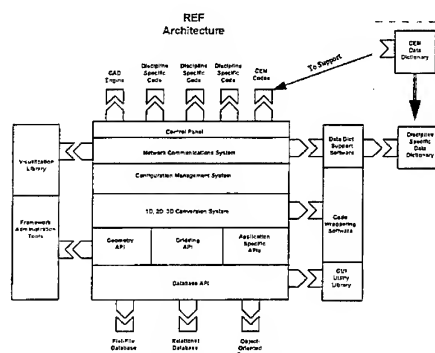 REF
Architecture
CAD
Engine
Discipline
Specific
Code
Discipline
Specific
Code
Discipline
Specific
Code
CEM
Codes
To Support
CEM
Data
Dictionary
Control Panel
Network Communications System
Configuration Management System
1D, 2D, 3D Conversion System
Geometry
API
Gridding
API
Application
Specific
APIs
Database API
Visualization
Library
Framework
Administration
Tools
Data Dict
Support
Software
Code
Wrapping
Software
GUI
Utility
Library
Discipline
Specific Data
Dictionary
Flat-File
Database
Relational
Database
Object-
Oriented